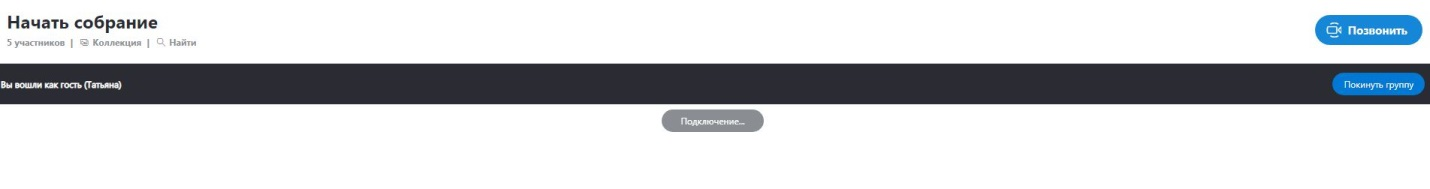 Начать собрание
5 участников | Коллекция | Найти
Позвонить
Вы вошли как гость (Татьяна)
Покинуть группу
Подключение...